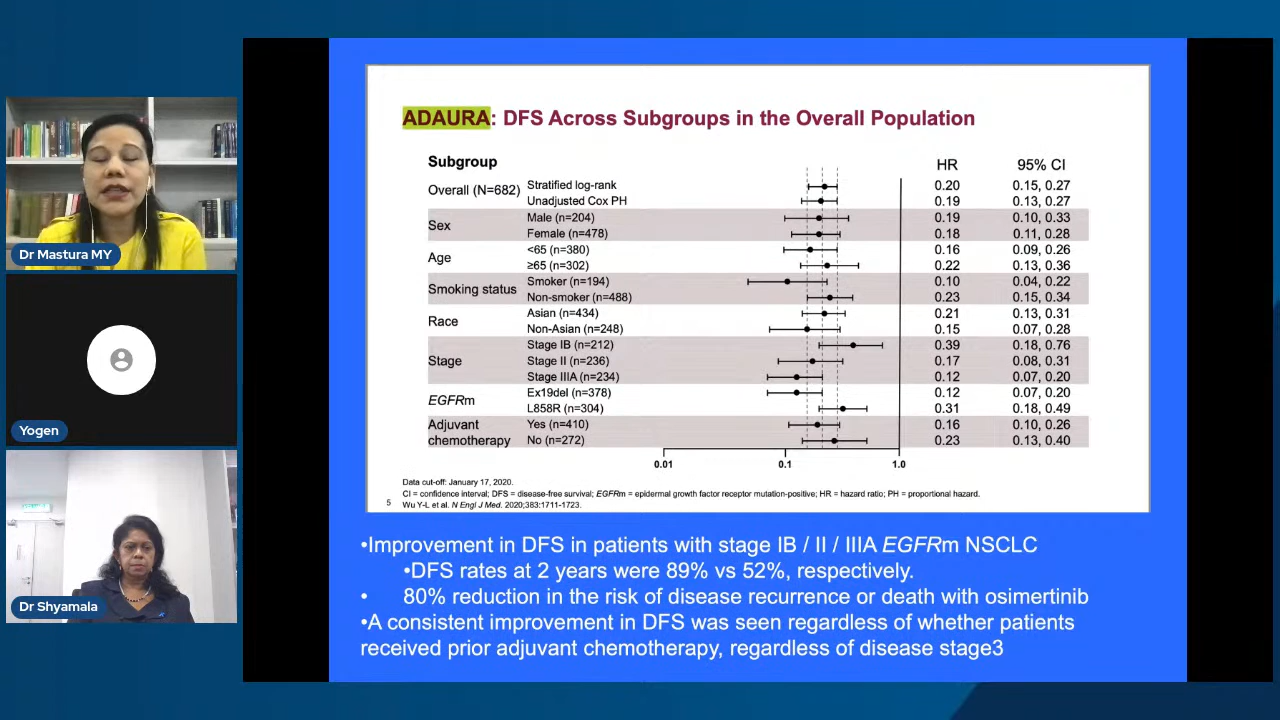 ADAURA: DFS Across Subgroups in the Overall Population
Subgroup HR 95% CI
Overall (N=682) Stratified log-rank 0.20 0.15, 0.27
Unadjusted Cox PH 0.19 0.13, 0.27
Sex Male (n=204) 0.19 0.10, 0.33
Female (n=478) 0.18 0.11, 0.28
Age <65 (n=380) 0.16 0.09, 0.26
≥65 (n=302) 0.22 0.13, 0.36
Smoking status Smoker (n=194) 0.10 0.04, 0.22
Non-smoker (n=488) 0.23 0.15, 0.34
Race Asian (n=434) 0.21 0.13, 0.31
Non-Asian (n=248) 0.15 0.07, 0.28
Stage Stage IB (n=212) 0.39 0.18, 0.76
Stage II (n=236) 0.17 0.08, 0.31
Stage IIIA (n=234) 0.12 0.07, 0.20
EGFRm Ex19del (n=378) 0.12 0.07, 0.20
L858R (n=304) 0.31 0.18, 0.49
Adjuvant chemotherapy Yes (n=410) 0.16 0.10, 0.26
No (n=272) 0.23 0.13, 0.40
0.01 0.1 1.0
Data cut-off: January 17, 2020.
CI = confidence interval; DFS = disease-free survival; EGFRm = epidermal growth factor receptor mutation-positive; HR = hazard ratio; PH = proportional hazard.
5 Wu Y-L et al. N Engl J Med. 2020;383:1711-1723.
•Improvement in DFS in patients with stage IB / II / IIIA EGFRm NSCLC
•DFS rates at 2 years were 89% vs 52%, respectively.
• 80% reduction in the risk of disease recurrence or death with osimertinib
•A consistent improvement in DFS was seen regardless of whether patients
received prior adjuvant chemotherapy, regardless of disease stage3
Dr Mastura MY
Yogen
Dr Shyamala